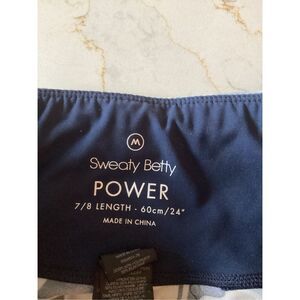 M
Sweaty Betty
POWER
7/8 LENGTH - 60cm/24"
MADE IN CHINA